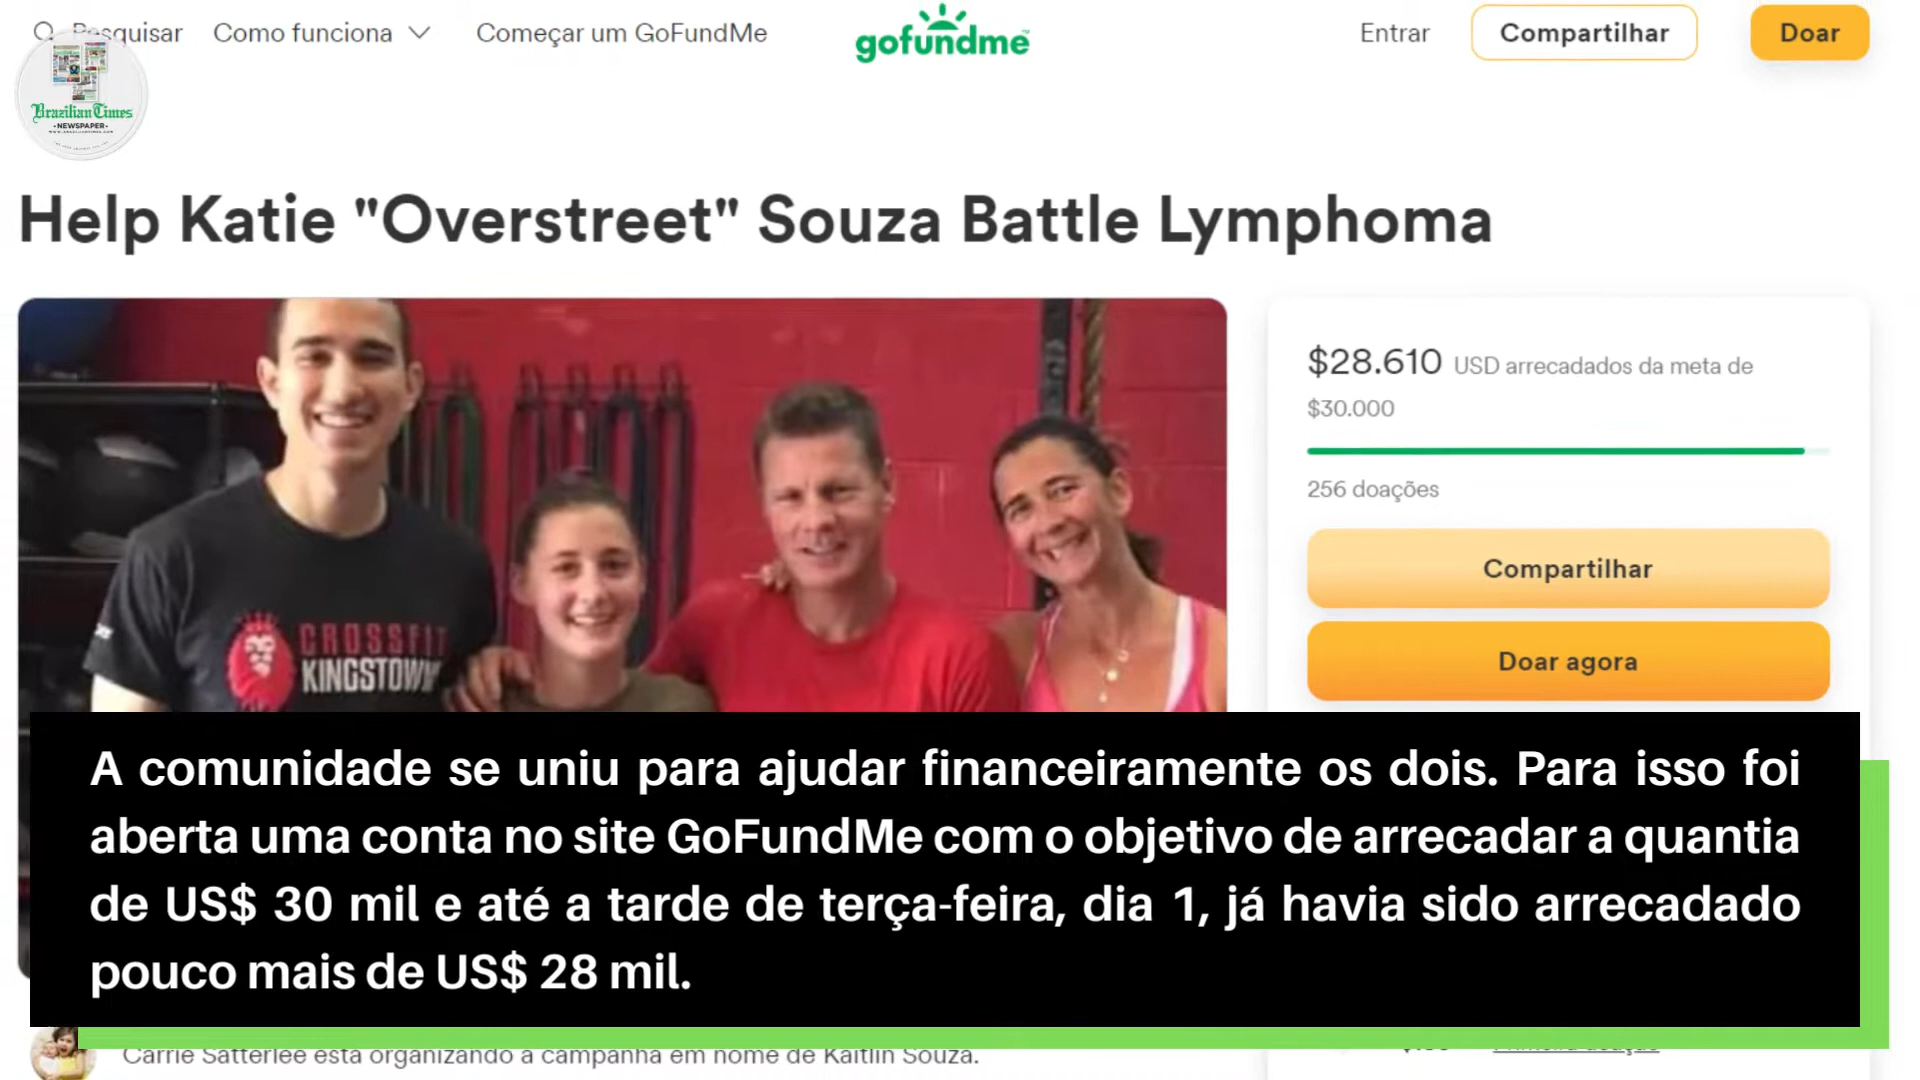 Pesquisar
Como funciona
Começar um GoFundMe
gofundme
Entrar
Compartilhar
Doar
Brazilian Times
NEWSPAPER
Help Katie "Overstreet" Souza Battle Lymphoma
$28.610 USD arrecadados da meta de
$30.000
256 doações
Compartilhar
Doar agora
CROSSFIT
KINGSTOWN
A comunidade se uniu para ajudar financeiramente os dois. Para isso foi
aberta uma conta no site GoFundMe com o objetivo de arrecadar a quantia
de US$ 30 mil e até a tarde de terça-feira, dia 1, já havia sido arrecadado
pouco mais de US$ 28 mil.
Carrie Satterlee está organizando a campanha em nome de Kaitlin Souza.